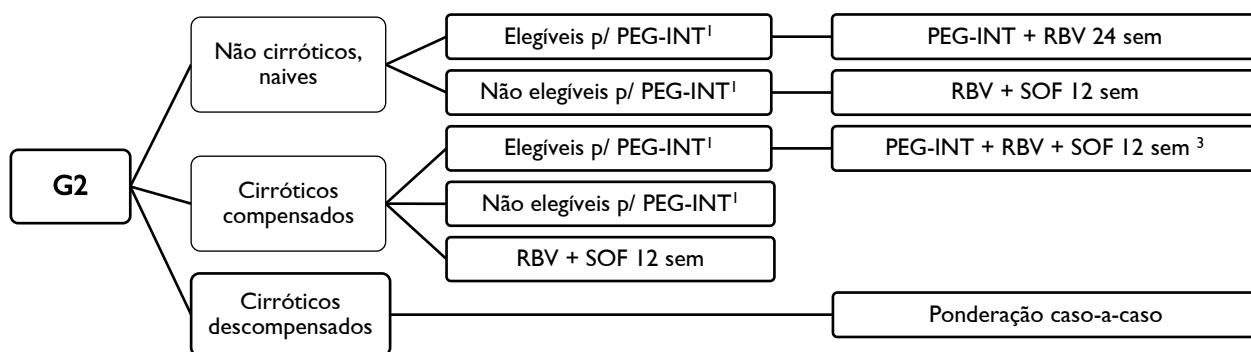 G2
Não cirróticos,
naives
Elegíveis p/ PEG-INT¹
PEG-INT + RBV 24 sem
Não elegíveis p/ PEG-INT¹
RBV + SOF 12 sem
Cirróticos
compensados
Elegíveis p/ PEG-INT¹
PEG-INT + RBV + SOF 12 sem ³
Não elegíveis p/ PEG-INT¹
RBV + SOF 12 sem
Cirróticos
descompensados
Ponderação caso-a-caso